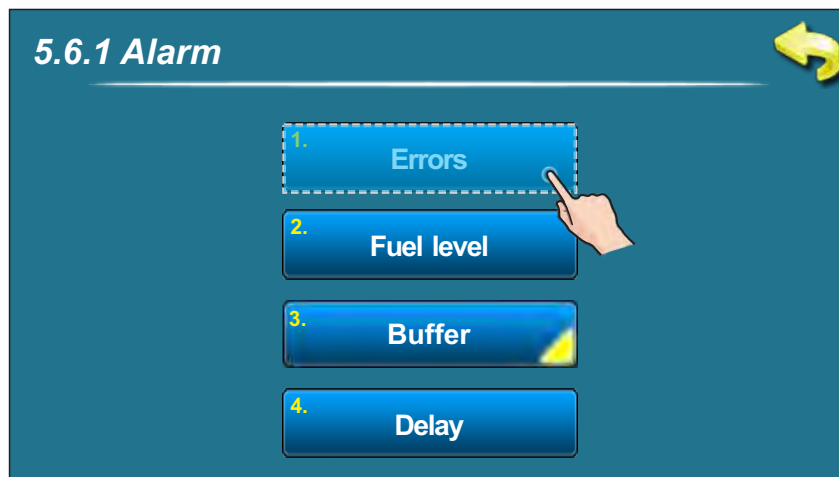 5.6.1 Alarm
1.
Errors
2.
Fuel level
3.
Buffer
4.
Delay